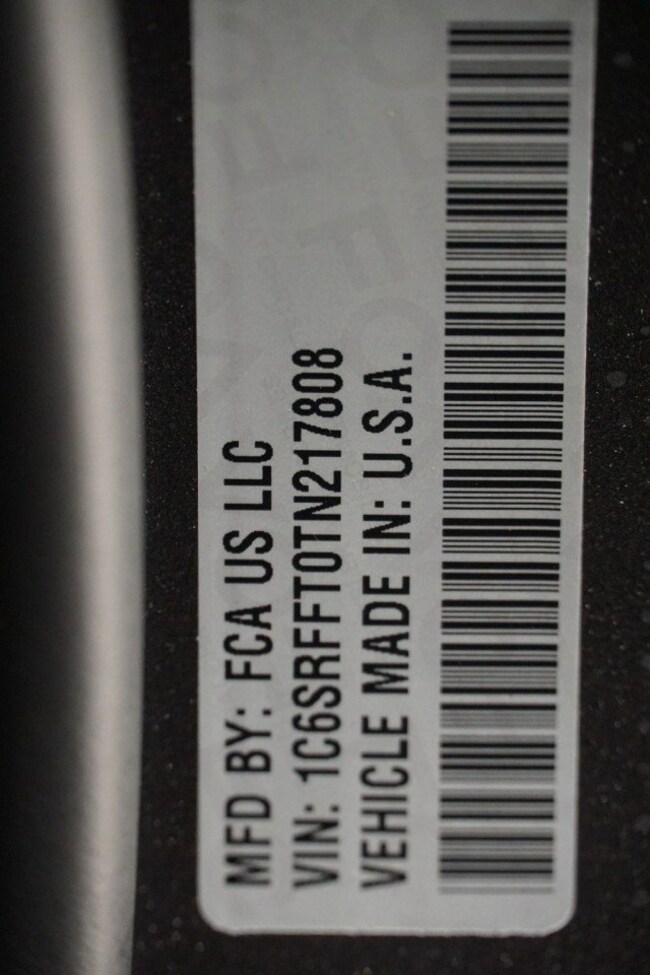 MFD BY: FCA US LLC
VIN: 1C6SRFFT0TN217808
VEHICLE MADE IN: U.S.A.